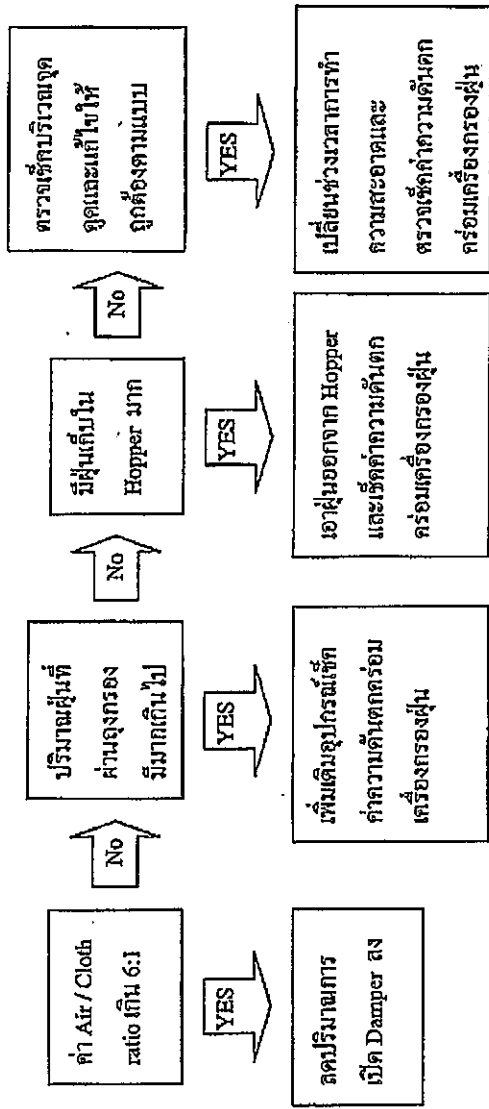 ค่า Air / Cloth
ratio เกิน 6:1
No
ปริมาณฝุ่นที่
ผ่านถุงกรอง
มีมากเกินไป
No
มีฝุ่นเก็บใน
Hopper มาก
No
ตรวจเช็คบริเวณจุด
ดูดและแก้ไขให้
ถูกต้องตามแบบ
YES
YES
YES
YES
ลดปริมาณการ
เปิด Damper ลง
เพิ่มเติมอุปกรณ์เช็ก
ค่าความดันตกคร่อม
เครื่องกรองฝุ่น
เอาฝุ่นออกจาก Hopper
และเช็คค่าความดันตก
คร่อมเครื่องกรองฝุ่น
เปลี่ยนช่วงเวลาการทำ
ความสะอาดและ
ตรวจเช็คค่าความดันตก
คร่อมเครื่องกรองฝุ่น